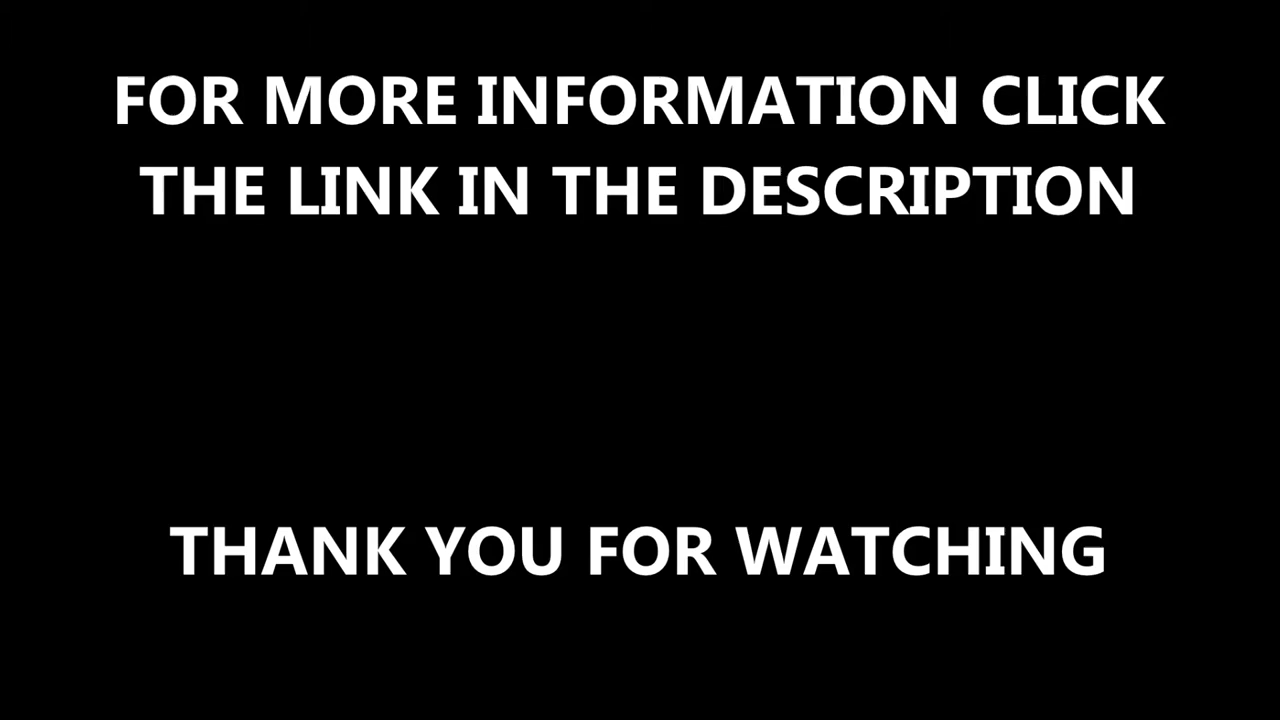 FOR MORE INFORMATION CLICK
THE LINK IN THE DESCRIPTION
THANK YOU FOR WATCHING